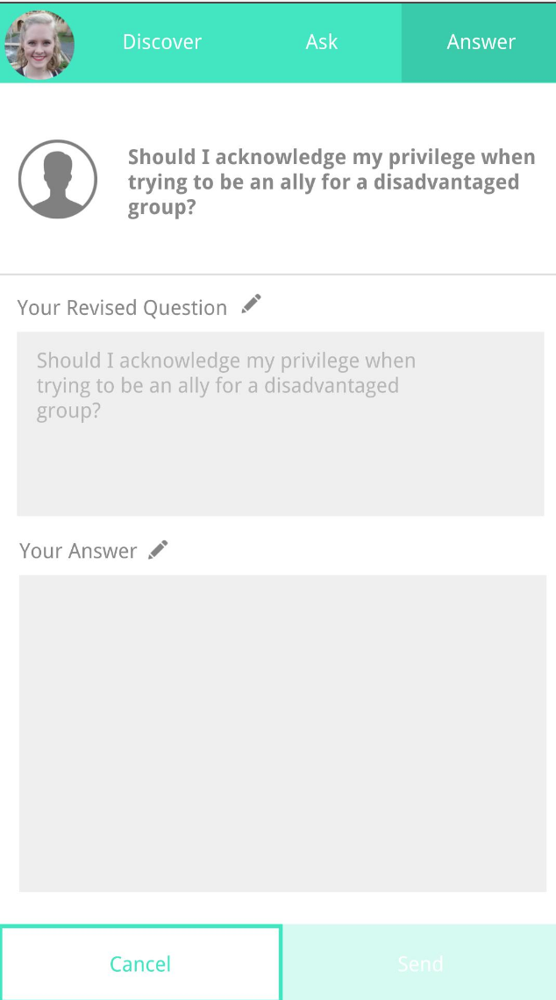 Discover Ask Answer
Should I acknowledge my privilege when
trying to be an ally for a disadvantaged
group?
Your Revised Question
Should I acknowledge my privilege when
trying to be an ally for a disadvantaged
group?
Your Answer
Cancel Send